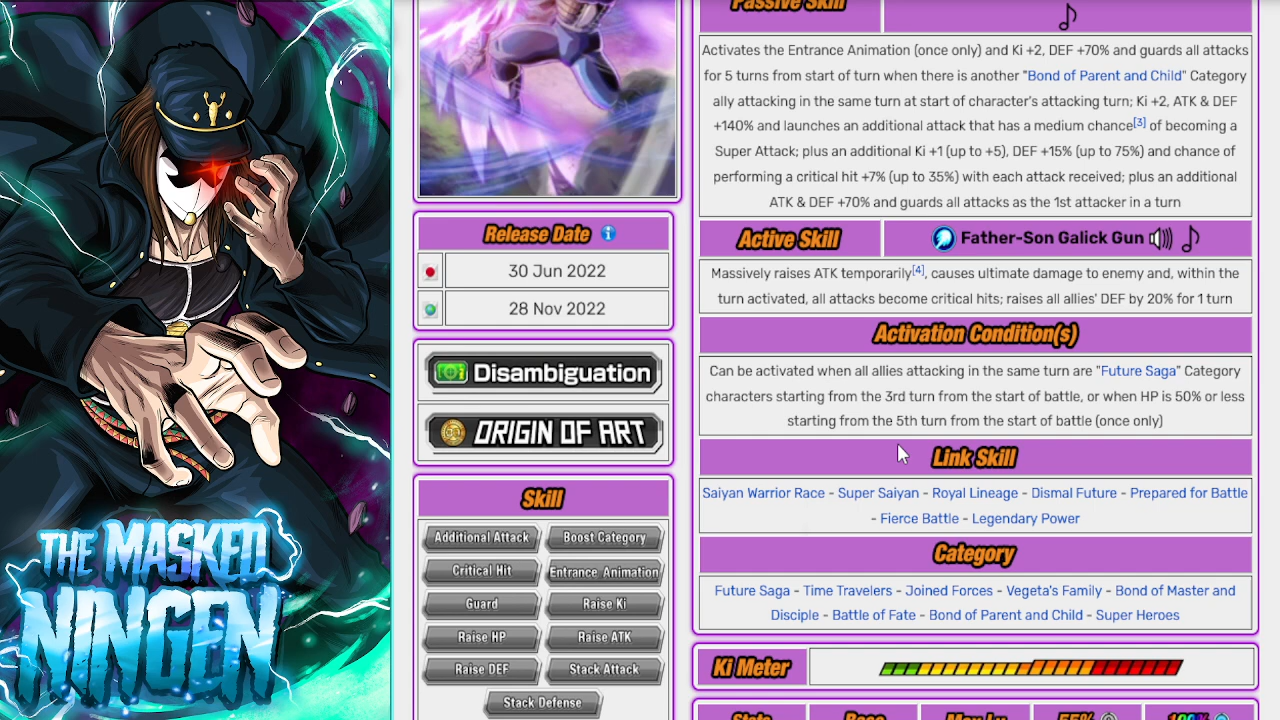 THE MASKED
NINGEN
Release Date
30 Jun 2022
28 Nov 2022
Disambiguation
ORIGIN OF ART
Skill
Additional Attack
Boost Category
Critical Hit
Entrance Animation
Guard
Raise Ki
Raise HP
Raise ATK
Raise DEF
Stack Attack
Stack Defense
Passive Skill
Activates the Entrance Animation (once only) and Ki +2, DEF +70% and guards all attacks
for 5 turns from start of turn when there is another "Bond of Parent and Child" Category
ally attacking in the same turn at start of character's attacking turn; Ki +2, ATK & DEF
+140% and launches an additional attack that has a medium chance[3] of becoming a
Super Attack; plus an additional Ki +1 (up to +5), DEF +15% (up to 75%) and chance of
performing a critical hit +7% (up to 35%) with each attack received; plus an additional
ATK & DEF +70% and guards all attacks as the 1st attacker in a turn
Active Skill
Father-Son Galick Gun
Massively raises ATK temporarily[4], causes ultimate damage to enemy and, within the
turn activated, all attacks become critical hits; raises all allies' DEF by 20% for 1 turn
Activation Condition(s)
Can be activated when all allies attacking in the same turn are "Future Saga" Category
characters starting from the 3rd turn from the start of battle, or when HP is 50% or less
starting from the 5th turn from the start of battle (once only)
Link Skill
Saiyan Warrior Race - Super Saiyan - Royal Lineage - Dismal Future - Prepared for Battle
- Fierce Battle - Legendary Power
Category
Future Saga - Time Travelers - Joined Forces - Vegeta's Family - Bond of Master and
Disciple - Battle of Fate - Bond of Parent and Child - Super Heroes
Ki Meter
Stats
Base
Max Lv
55%
100%